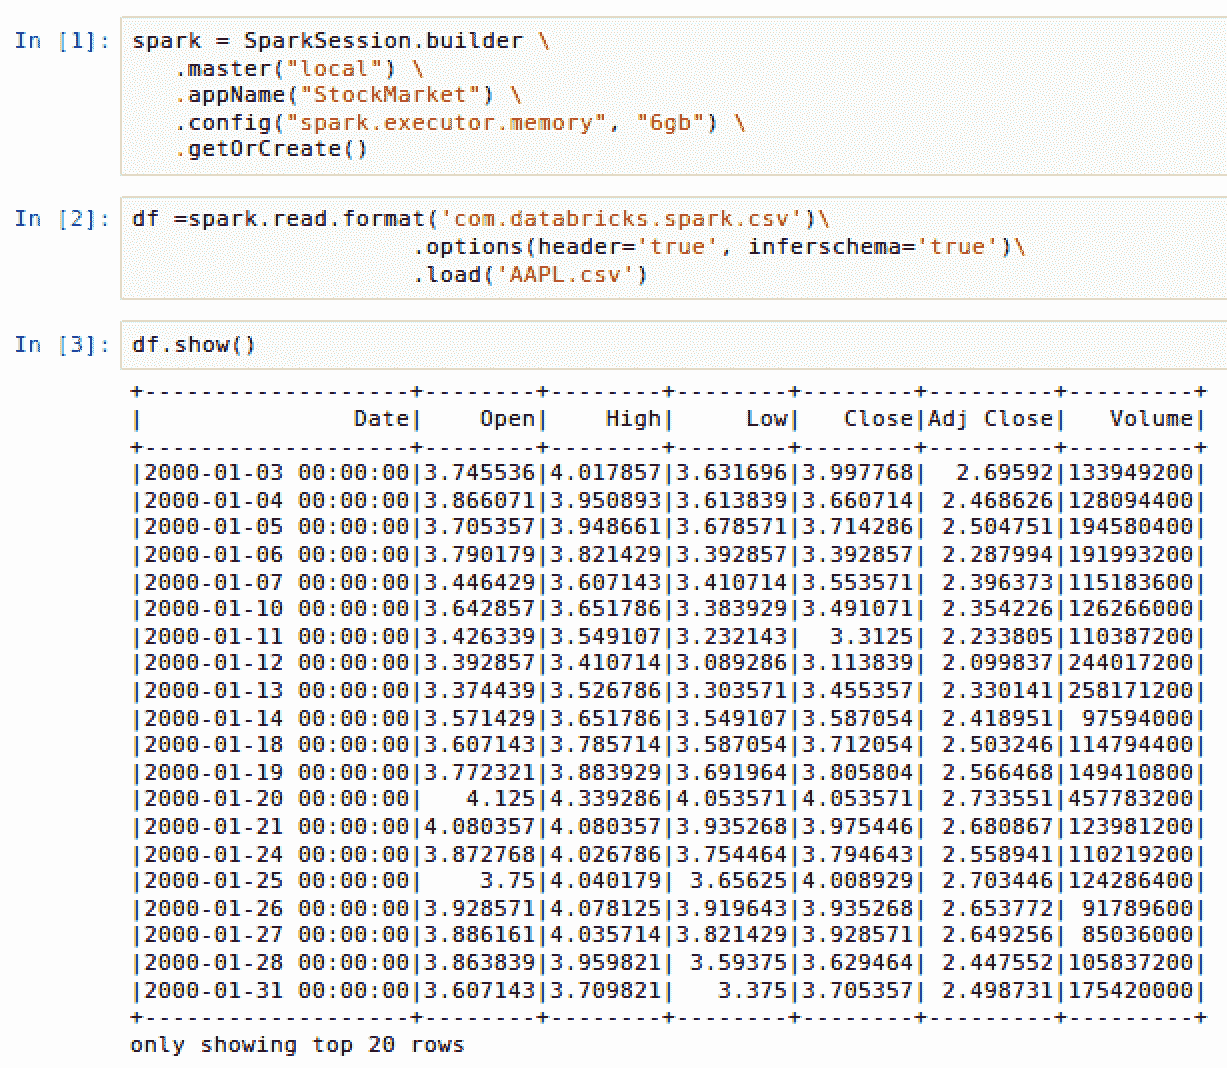 In [1]: spark = SparkSession.builder \
   .master("local") \
   .appName("StockMarket") \
   .config("spark.executor.memory", "6gb") \
   .getOrCreate()
In [2]: df =spark.read.format('com.databricks.spark.csv')\
                    .options(header='true', inferschema='true')\
                    .load('AAPL.csv')
In [3]: df.show()
+-------------------+--------+--------+--------+--------+---------+---------+
|               Date|    Open|    High|     Low|   Close|Adj Close|   Volume|
+-------------------+--------+--------+--------+--------+---------+---------+
|2000-01-03 00:00:00|3.745536|4.017857|3.631696|3.997768|  2.69592|133949200|
|2000-01-04 00:00:00|3.866071|3.950893|3.613839|3.660714| 2.468626|128094400|
|2000-01-05 00:00:00|3.705357|3.948661|3.678571|3.714286| 2.504751|194580400|
|2000-01-06 00:00:00|3.790179|3.821429|3.392857|3.392857| 2.287994|191993200|
|2000-01-07 00:00:00|3.446429|3.607143|3.410714|3.553571| 2.396373|115183600|
|2000-01-10 00:00:00|3.642857|3.651786|3.383929|3.491071| 2.354226|126266000|
|2000-01-11 00:00:00|3.426339|3.549107|3.232143|  3.3125| 2.233805|110387200|
|2000-01-12 00:00:00|3.392857|3.410714|3.089286|3.113839| 2.099837|244017200|
|2000-01-13 00:00:00|3.374439|3.526786|3.303571|3.455357| 2.330141|258171200|
|2000-01-14 00:00:00|3.571429|3.651786|3.549107|3.587054| 2.418951| 97594000|
|2000-01-18 00:00:00|3.607143|3.785714|3.587054|3.712054| 2.503246|114794400|
|2000-01-19 00:00:00|3.772321|3.883929|3.691964|3.805804| 2.566468|149410800|
|2000-01-20 00:00:00|   4.125|4.339286|4.053571|4.053571| 2.733551|457783200|
|2000-01-21 00:00:00|4.080357|4.080357|3.935268|3.975446| 2.680867|123981200|
|2000-01-24 00:00:00|3.872768|4.026786|3.754464|3.794643| 2.558941|110219200|
|2000-01-25 00:00:00|    3.75|4.040179| 3.65625|4.008929| 2.703446|124286400|
|2000-01-26 00:00:00|3.928571|4.078125|3.919643|3.935268| 2.653772| 91789600|
|2000-01-27 00:00:00|3.886161|4.035714|3.821429|3.928571| 2.649256| 85036000|
|2000-01-28 00:00:00|3.863839|3.959821| 3.59375|3.629464| 2.447552|105837200|
|2000-01-31 00:00:00|3.607143|3.709821|   3.375|3.705357| 2.498731|175420000|
+-------------------+--------+--------+--------+--------+---------+---------+
only showing top 20 rows